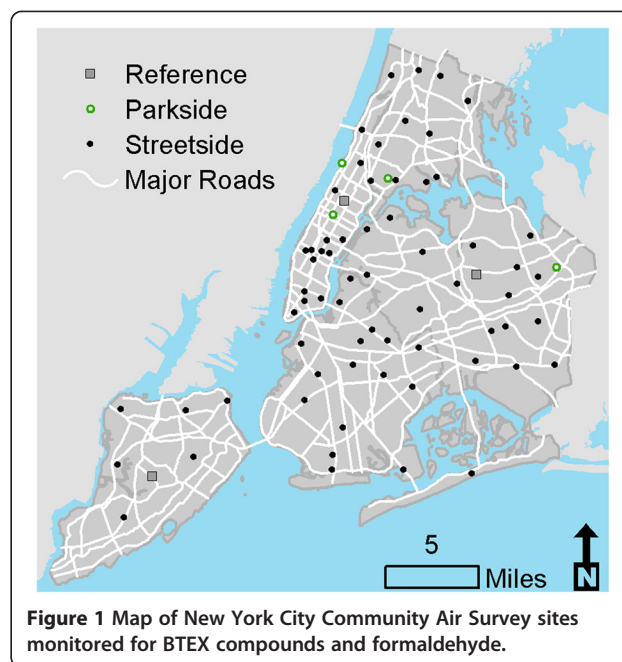 Reference
Parkside
Streetside
Major Roads
5
Miles
N
Figure 1 Map of New York City Community Air Survey sites
monitored for BTEX compounds and formaldehyde.